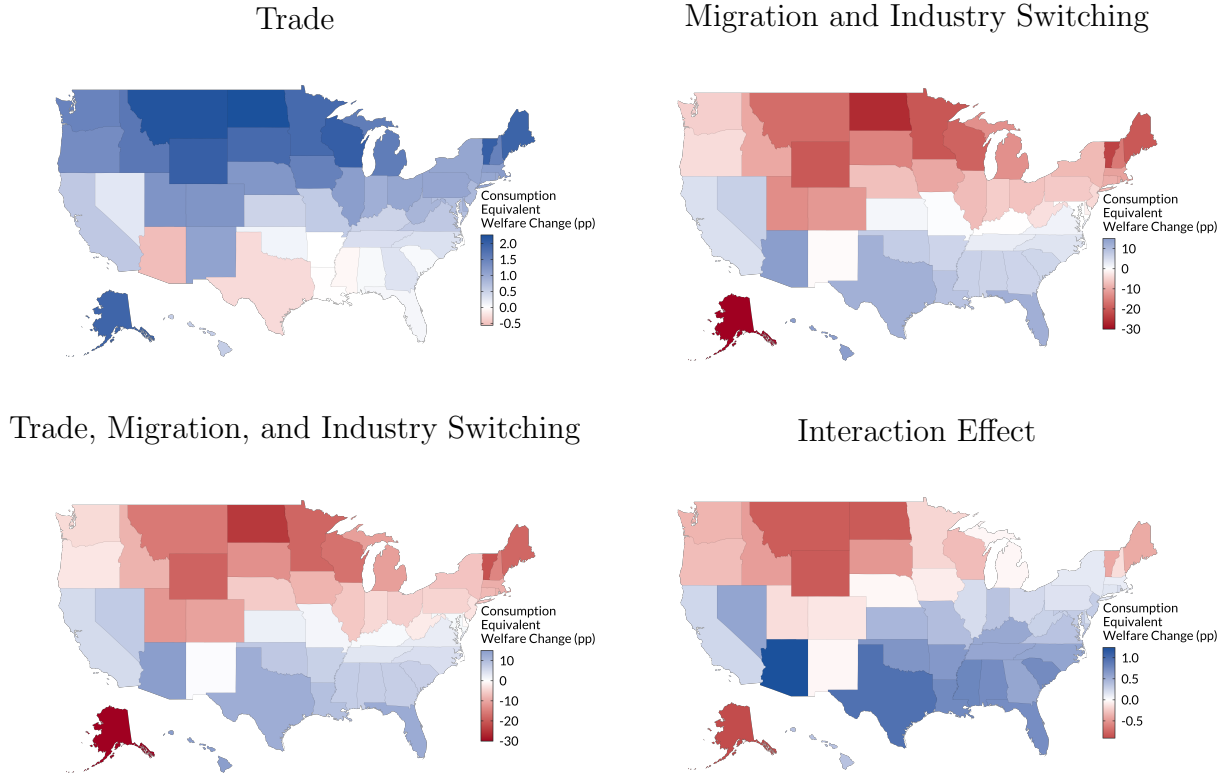 Trade
Migration and Industry Switching
Consumption
Equivalent
Welfare Change (pp)
2.0
1.5
1.0
0.5
0.0
-0.5
Consumption
Equivalent
Welfare Change (pp)
10
0
-10
-20
-30
Trade, Migration, and Industry Switching
Interaction Effect
Consumption
Equivalent
Welfare Change (pp)
10
0
-10
-20
-30
Consumption
Equivalent
Welfare Change (pp)
1.0
0.5
0.0
-0.5